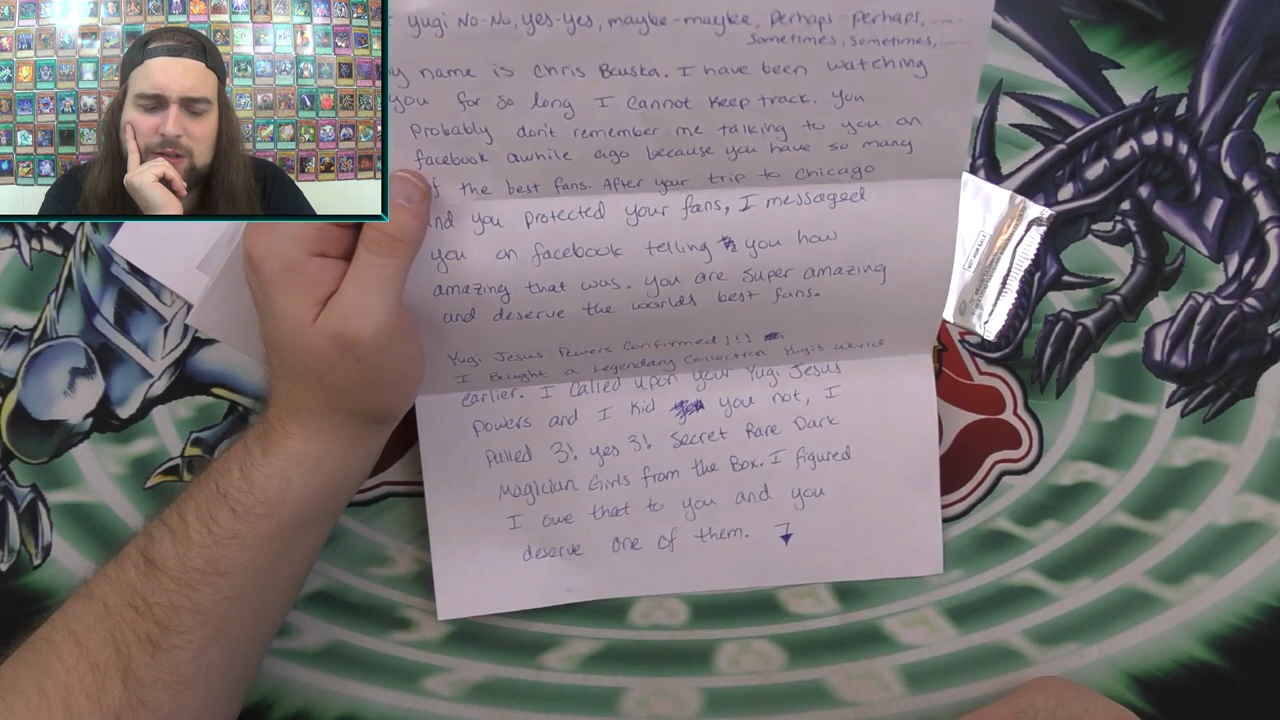 yugi No-No, yes-yes, maybe-maybe, Perhaps-Perhaps, ......
Sometimes, Sometimes, ......
y name is Chris Bauska. I have been watching
you for so long I cannot keep track. You
probably don't remember me talking to you on
facebook awhile ago because you have so many
f the best fans. After your trip to Chicago
and you protected your fans, I messaged
you on facebook telling you how
amazing that was. You are super amazing
and deserve the worlds best fans.
Yugi Jesus Powers Confirmed!!!
I Bought a Legendary Collection Yugi's World
earlier. I called upon your Yugi Jesus
powers and I kid you not, I
pulled 3! yes 3! Secret Rare Dark
Magician Girls from the Box. I figured
I owe that to you and you
deserve one of them.
NOT FOR SALE